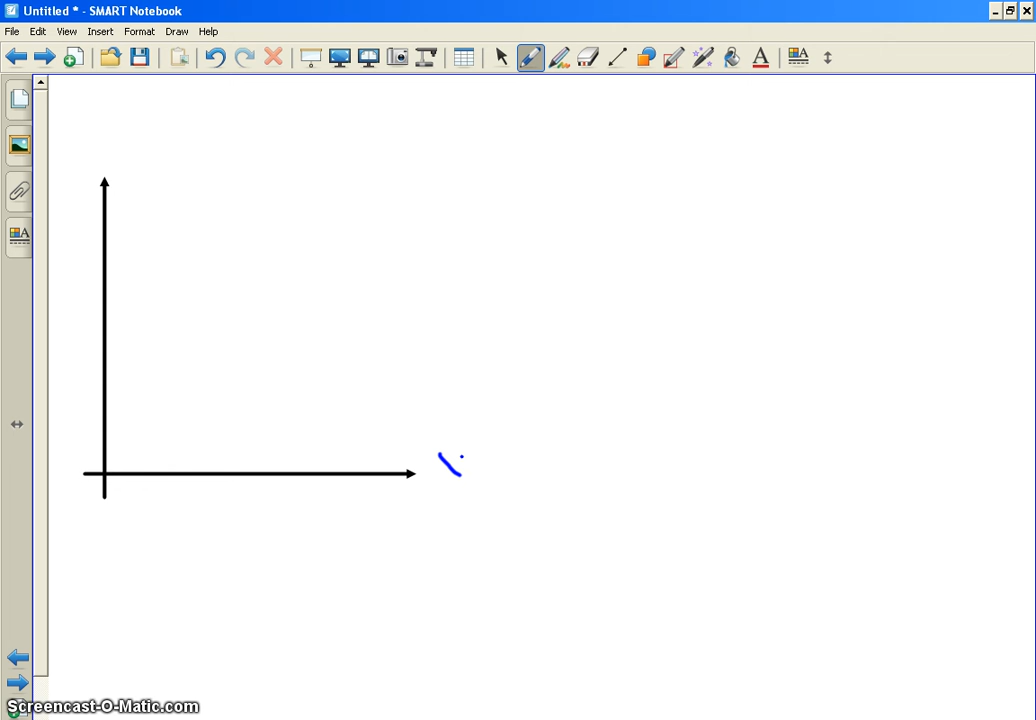 Untitled * - SMART Notebook
File Edit View Insert Format Draw Help
Screencast-O-Matic.com